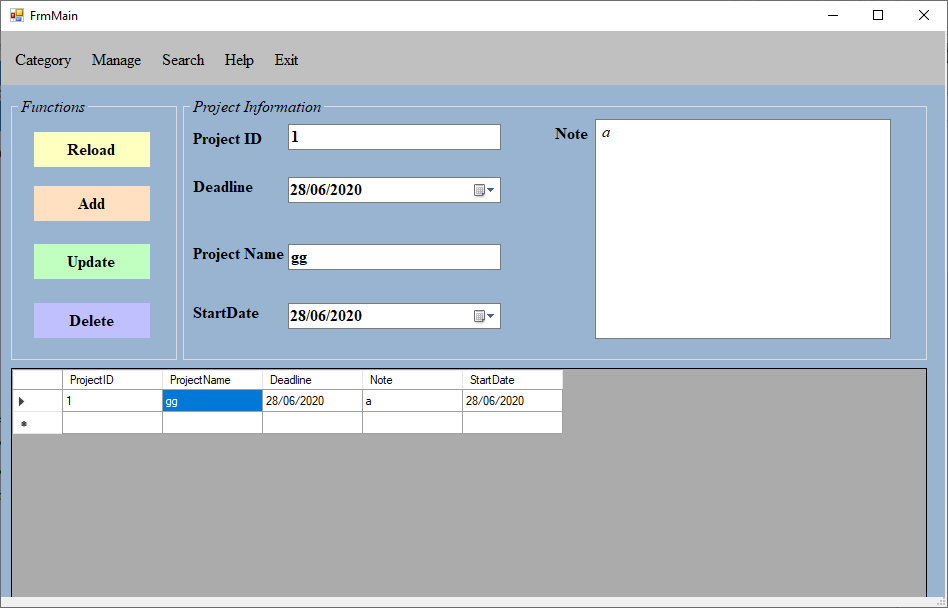 FrmMain
Category Manage Search Help Exit
Functions
Reload
Add
Update
Delete
Project Information
Project ID 1
Deadline 28/06/2020
Project Name gg
StartDate 28/06/2020
Note a
ProjectID ProjectName Deadline Note StartDate
1 gg 28/06/2020 a 28/06/2020